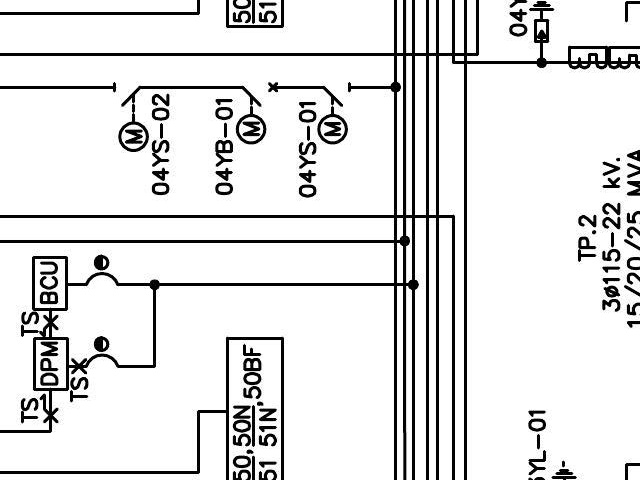 50
51
04Y
04YS-02
04YB-01
04YS-01
M
M
M
TP.2
3ø115-22 kV.
15/20/25 MVA
BCU
TS
DPM
TS
TS
50,50N,50BF
51 51N
YL-01